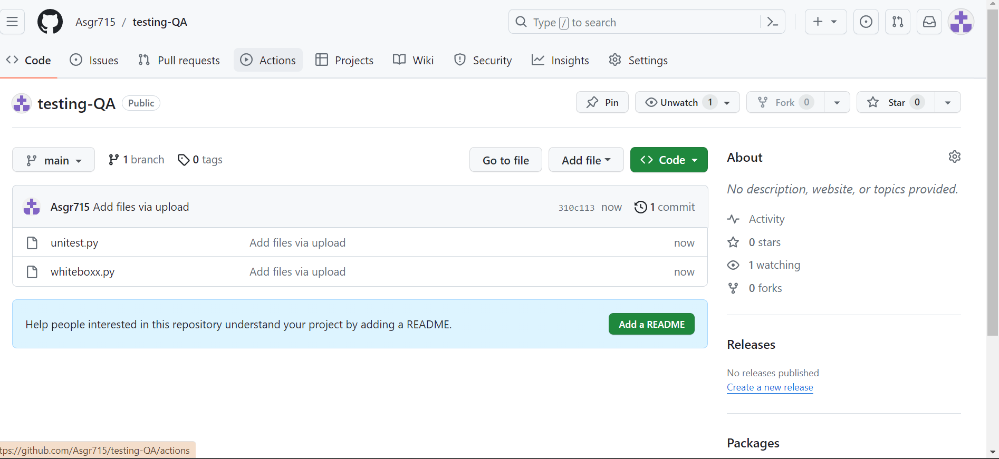 Asgr715 / testing-QA
Type / to search
Code Issues Pull requests Actions Projects Wiki Security Insights Settings
testing-QA Public
Pin Unwatch 1 Fork 0 Star 0
main 1 branch 0 tags Go to file Add file Code
Asgr715 Add files via upload 310c113 now 1 commit
unitest.py Add files via upload now
whiteboxx.py Add files via upload now
Help people interested in this repository understand your project by adding a README. Add a README
About
No description, website, or topics provided.
Activity
0 stars
1 watching
0 forks
Releases
No releases published
Create a new release
Packages
tps://github.com/Asgr715/testing-QA/actions